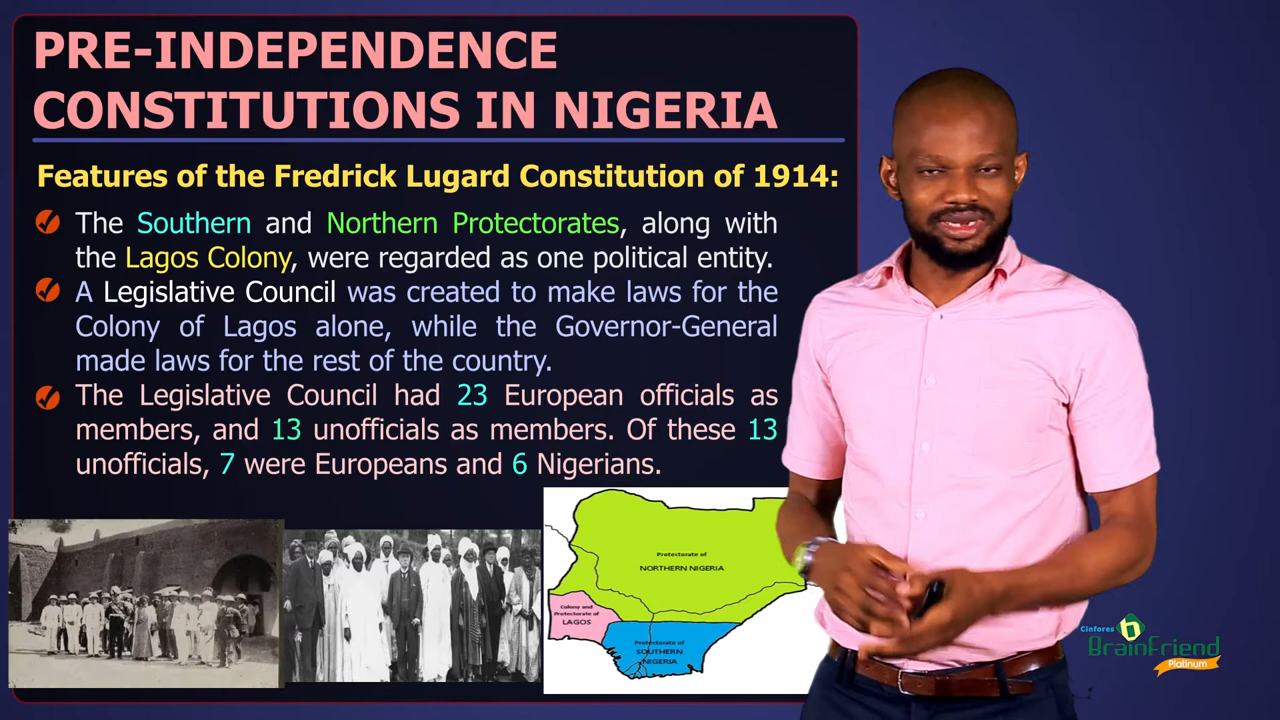 PRE-INDEPENDENCE
CONSTITUTIONS IN NIGERIA
Features of the Fredrick Lugard Constitution of 1914:
The Southern and Northern Protectorates, along with
the Lagos Colony, were regarded as one political entity.
A Legislative Council was created to make laws for the
Colony of Lagos alone, while the Governor-General
made laws for the rest of the country.
The Legislative Council had 23 European officials as
members, and 13 unofficials as members. Of these 13
unofficials, 7 were Europeans and 6 Nigerians.
Protectorate of
NORTHERN NIGERIA
Colony and
Protectorate of
LAGOS
Protectorate of
SOUTHERN
NIGERIA
Cinfores
BrainFriend
Platinum